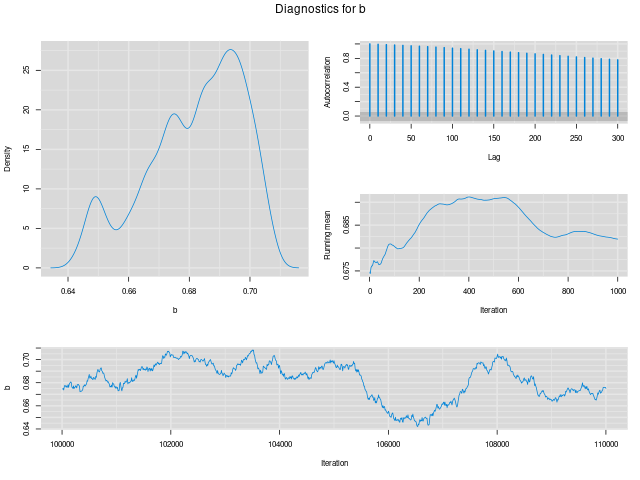 Diagnostics for b
Density
0 5 10 15 20 25
0.64 0.66 0.68 0.70
b
Autocorrelation
0.0 0.4 0.8
0 50 100 150 200 250 300
Lag
Running mean
0.675 0.685
0 200 400 600 800 1000
Iteration
b
0.64 0.66 0.68 0.70
100000 102000 104000 106000 108000 110000
Iteration